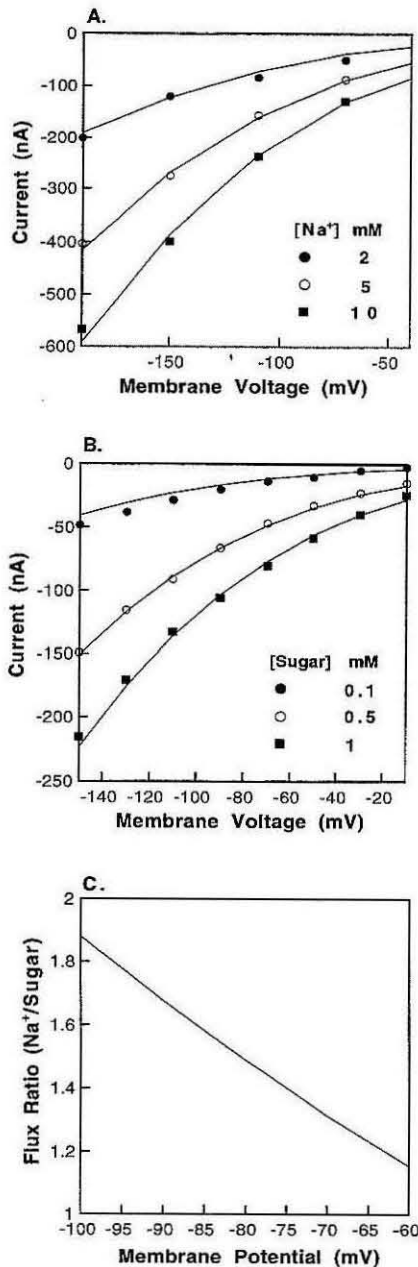 A.
0
-100
-200
-300
-400
-500
-600
Current (nA)
[Na⁺] mM
● 2
○ 5
■ 10
-150 -100 -50
Membrane Voltage (mV)
B.
0
-50
-100
-150
-200
-250
Current (nA)
[Sugar] mM
● 0.1
○ 0.5
■ 1
-140 -120 -100 -80 -60 -40 -20
Membrane Voltage (mV)
C.
2
1.8
1.6
1.4
1.2
1
Flux Ratio (Na⁺/Sugar)
-100 -95 -90 -85 -80 -75 -70 -65 -60
Membrane Potential (mV)